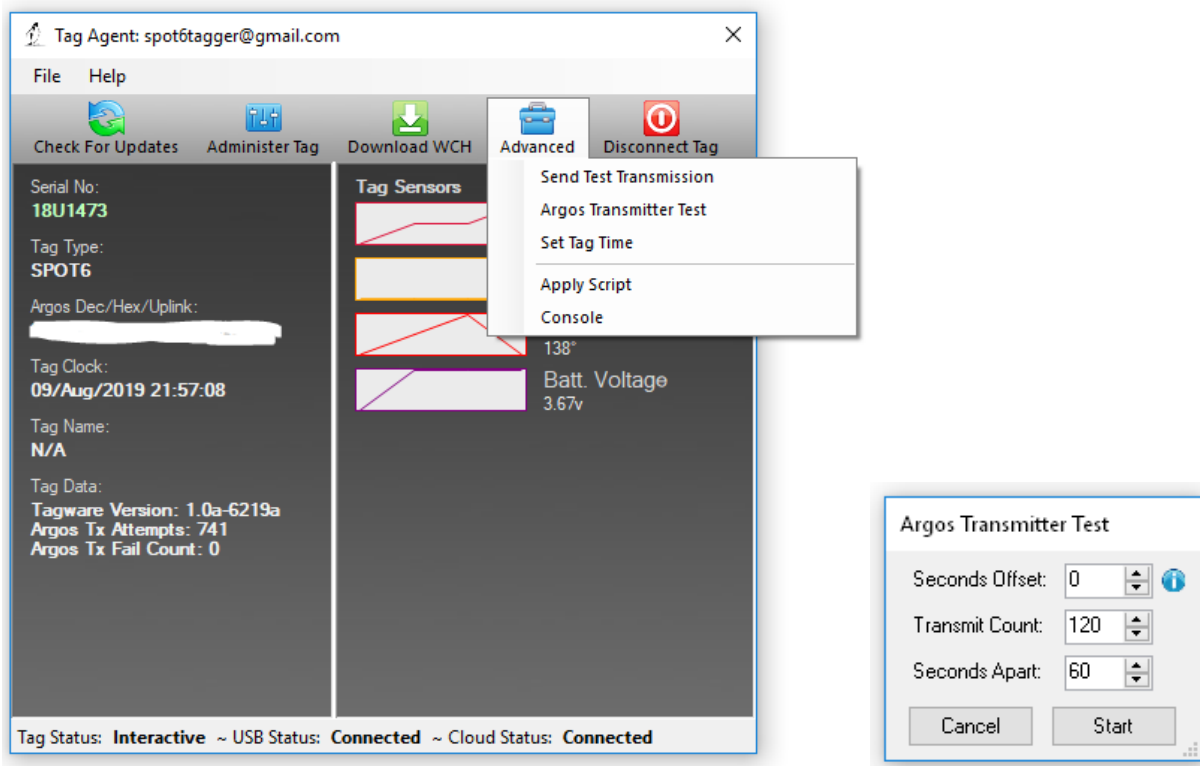 Tag Agent: spot6tagger@gmail.com
File Help
Check For Updates Administer Tag Download WCH Advanced Disconnect Tag
Serial No:
18U1473
Tag Type:
SPOT6
Argos Dec/Hex/Uplink:
Tag Clock:
09/Aug/2019 21:57:08
Tag Name:
N/A
Tag Data:
Tagware Version: 1.0a-6219a
Argos Tx Attempts: 741
Argos Tx Fail Count: 0
Tag Sensors
Send Test Transmission
Argos Transmitter Test
Set Tag Time
Apply Script
Console
138°
Batt. Voltage
3.67v
Tag Status: Interactive ~ USB Status: Connected ~ Cloud Status: Connected
Argos Transmitter Test
Seconds Offset: 0
Transmit Count: 120
Seconds Apart: 60
Cancel Start